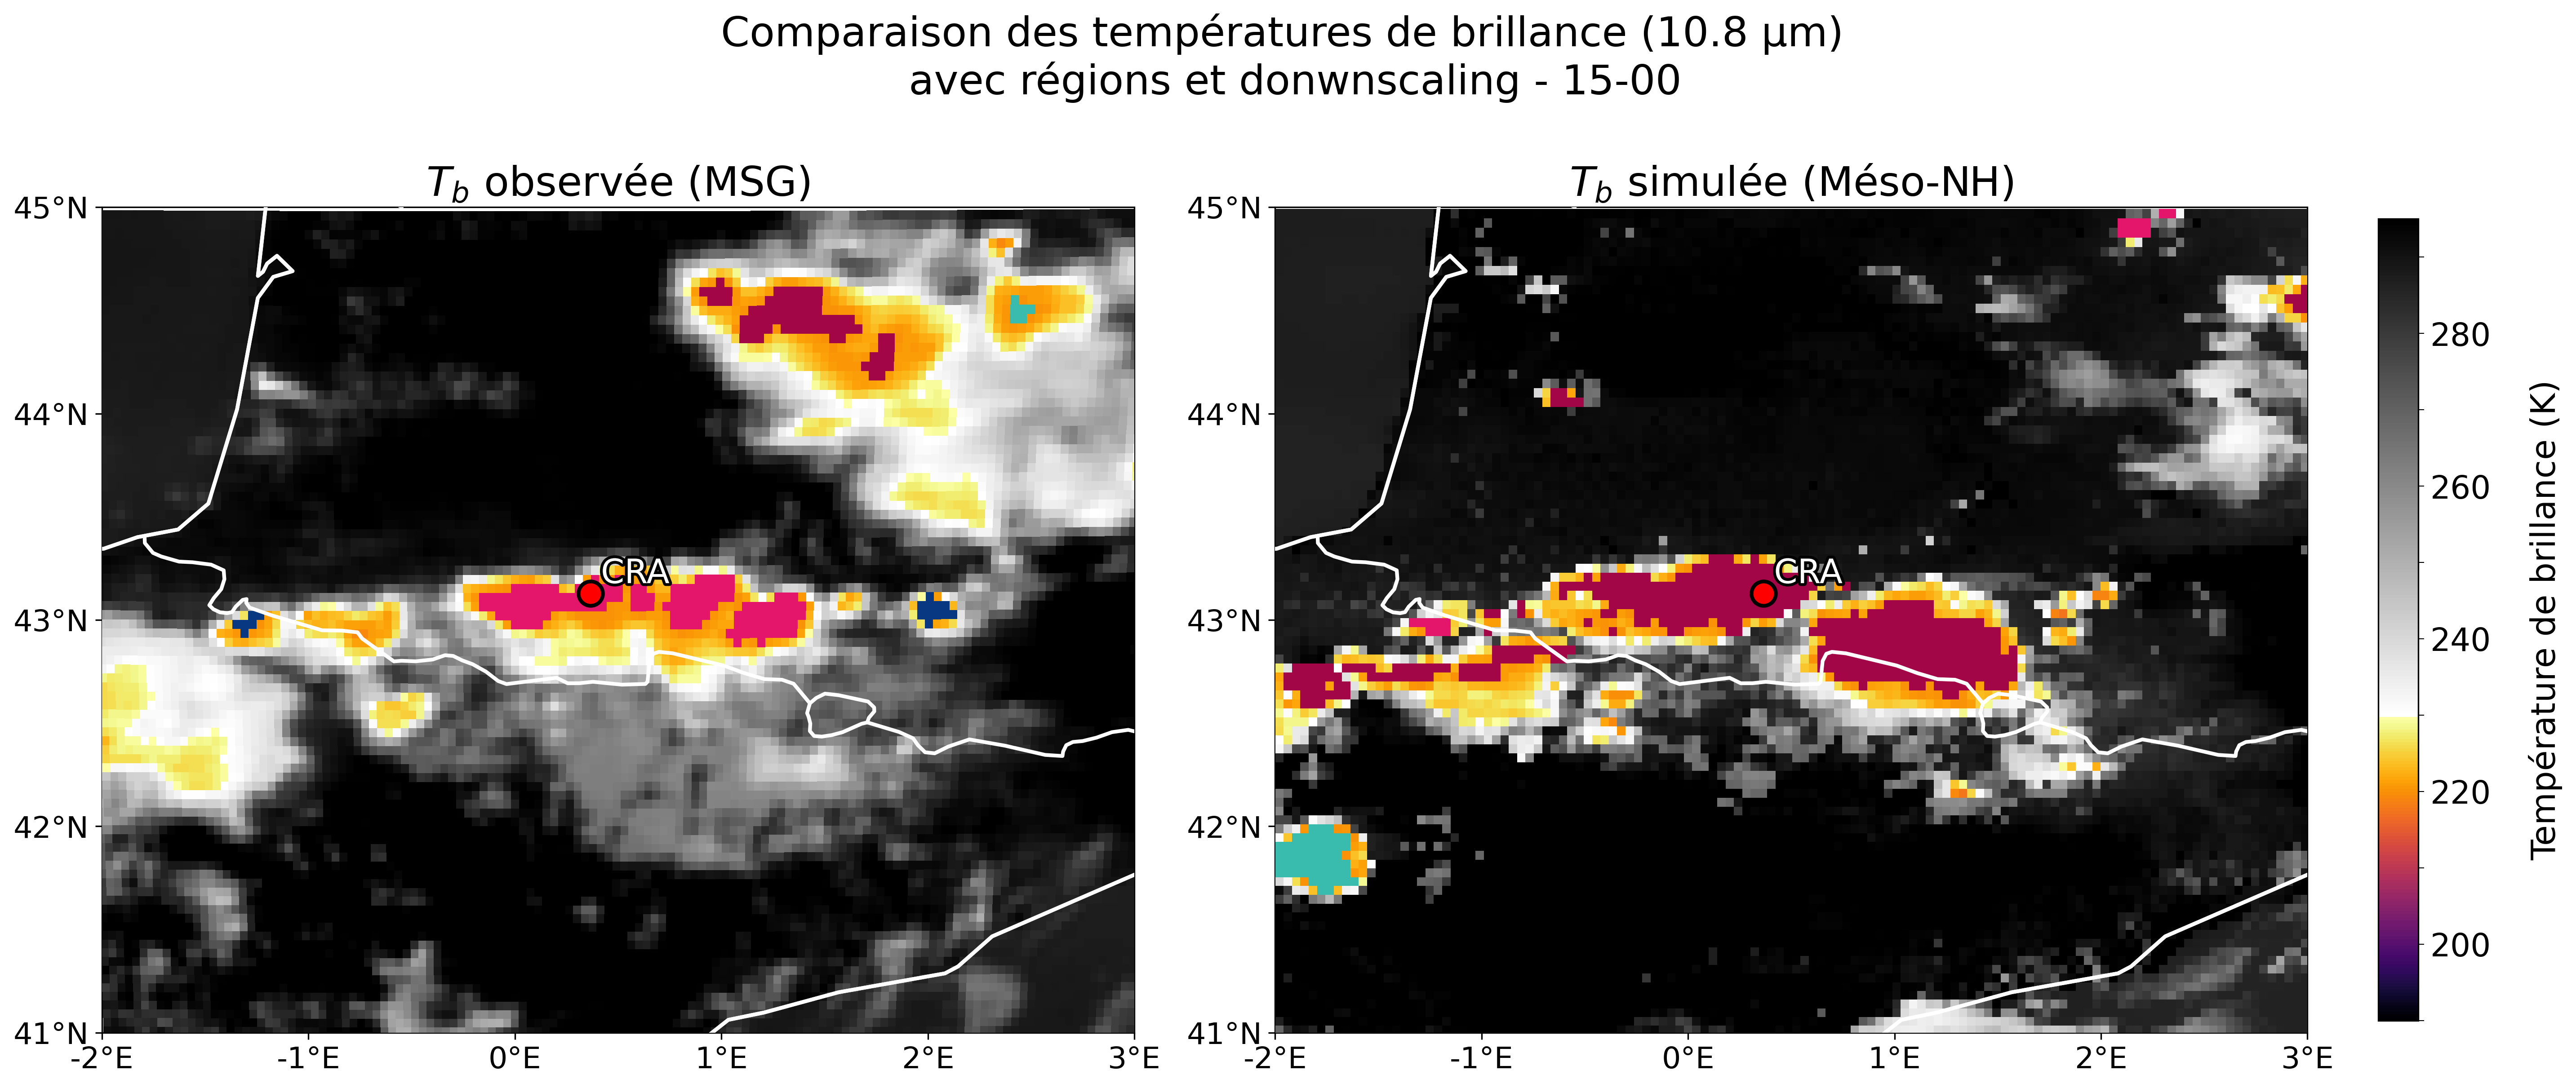 Comparaison des températures de brillance (10.8 µm)
avec régions et donwnscaling - 15-00
T_b observée (MSG)
T_b simulée (Méso-NH)
45°N
44°N
43°N
42°N
41°N
-2°E
-1°E
0°E
1°E
2°E
3°E
CRA
45°N
44°N
43°N
42°N
41°N
-2°E
-1°E
0°E
1°E
2°E
3°E
CRA
280
260
240
220
200
Température de brillance (K)